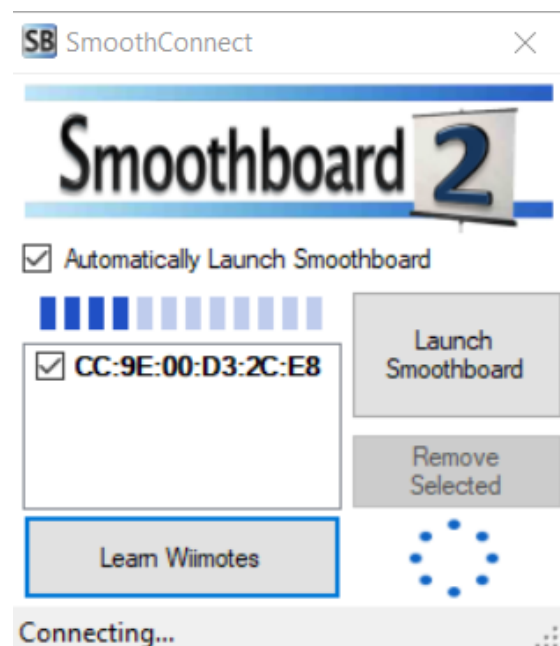 SB SmoothConnect
Smoothboard 2
Automatically Launch Smoothboard
CC:9E:00:D3:2C:E8
Launch
Smoothboard
Remove
Selected
Learn Wiimotes
Connecting...